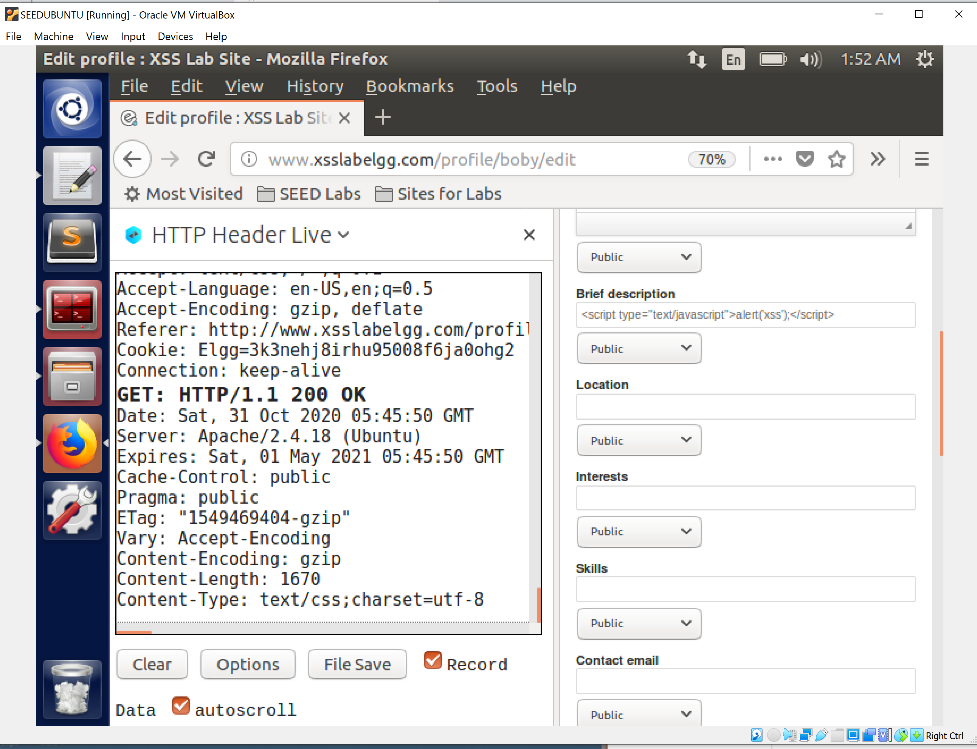 SEEDUBUNTU [Running] - Oracle VM VirtualBox
File Machine View Input Devices Help
Edit profile : XSS Lab Site - Mozilla Firefox En 1:52 AM
File Edit View History Bookmarks Tools Help
Edit profile : XSS Lab Site
www.xsslabelgg.com/profile/boby/edit 70%
Most Visited SEED Labs Sites for Labs
HTTP Header Live
Accept-Language: en-US,en;q=0.5
Accept-Encoding: gzip, deflate
Referer: http://www.xsslabelgg.com/profil
Cookie: Elgg=3k3nehj8irhu95008f6ja0ohg2
Connection: keep-alive
GET: HTTP/1.1 200 OK
Date: Sat, 31 Oct 2020 05:45:50 GMT
Server: Apache/2.4.18 (Ubuntu)
Expires: Sat, 01 May 2021 05:45:50 GMT
Cache-Control: public
Pragma: public
ETag: "1549469404-gzip"
Vary: Accept-Encoding
Content-Encoding: gzip
Content-Length: 1670
Content-Type: text/css;charset=utf-8
Clear Options File Save Record
Data autoscroll
Public
Brief description
<script type="text/javascript">alert('xss');</script>
Public
Location
Public
Interests
Public
Skills
Public
Contact email
Public
Right Ctrl